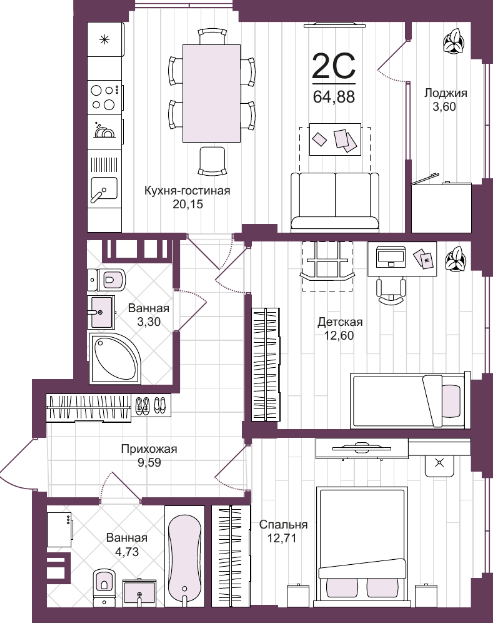 2C
64,88
Лоджия
3,60
Кухня-гостиная
20,15
Ванная
3,30
Детская
12,60
Прихожая
9,59
Спальня
12,71
Ванная
4,73